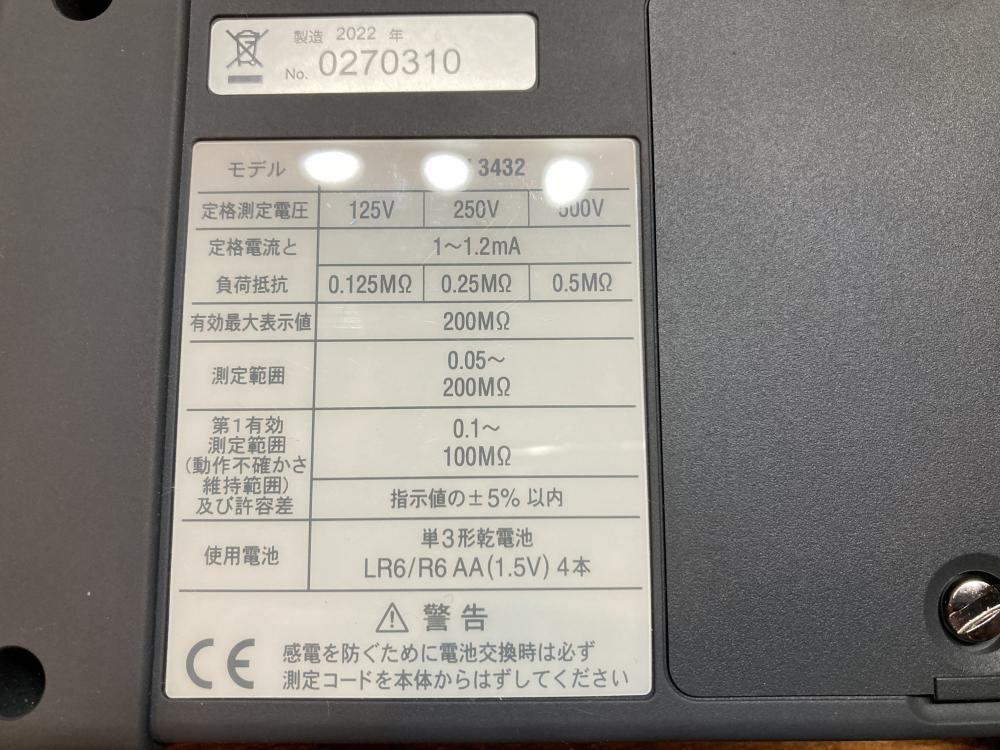 製造 2022 年
No. 0270310
モデル 3432
定格測定電圧 125V 250V 500V
定格電流と 1～1.2mA
負荷抵抗 0.125MΩ 0.25MΩ 0.5MΩ
有効最大表示値 200MΩ
測定範囲 0.05～
200MΩ
第１有効
測定範囲
(動作不確かさ
維持範囲)
及び許容差
0.1～
100MΩ
指示値の±5% 以内
使用電池
単３形乾電池
LR6/R6 AA(1.5V) 4本
警告
CE
感電を防ぐために電池交換時は必ず
測定コードを本体からはずしてください